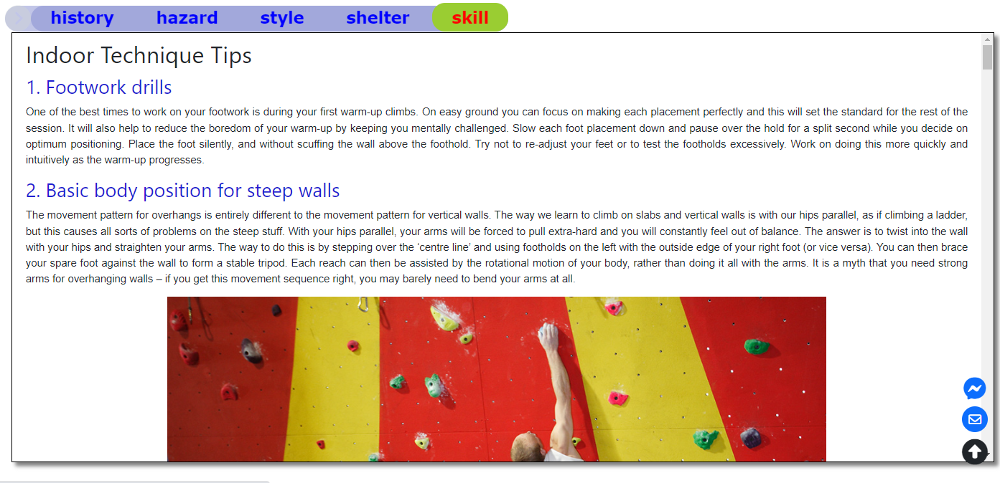 history hazard style shelter skill
Indoor Technique Tips
1. Footwork drills
One of the best times to work on your footwork is during your first warm-up climbs. On easy ground you can focus on making each placement perfectly and this will set the standard for the rest of the
session. It will also help to reduce the boredom of your warm-up by keeping you mentally challenged. Slow each foot placement down and pause over the hold for a split second while you decide on
optimum positioning. Place the foot silently, and without scuffing the wall above the foothold. Try not to re-adjust your feet or to test the footholds excessively. Work on doing this more quickly and
intuitively as the warm-up progresses.
2. Basic body position for steep walls
The movement pattern for overhangs is entirely different to the movement pattern for vertical walls. The way we learn to climb on slabs and vertical walls is with our hips parallel, as if climbing a ladder,
but this causes all sorts of problems on the steep stuff. With your hips parallel, your arms will be forced to pull extra-hard and you will constantly feel out of balance. The answer is to twist into the wall
with your hips and straighten your arms. The way to do this is by stepping over the ‘centre line’ and using footholds on the left with the outside edge of your right foot (or vice versa). You can then brace
your spare foot against the wall to form a stable tripod. Each reach can then be assisted by the rotational motion of your body, rather than doing it all with the arms. It is a myth that you need strong
arms for overhanging walls – if you get this movement sequence right, you may barely need to bend your arms at all.